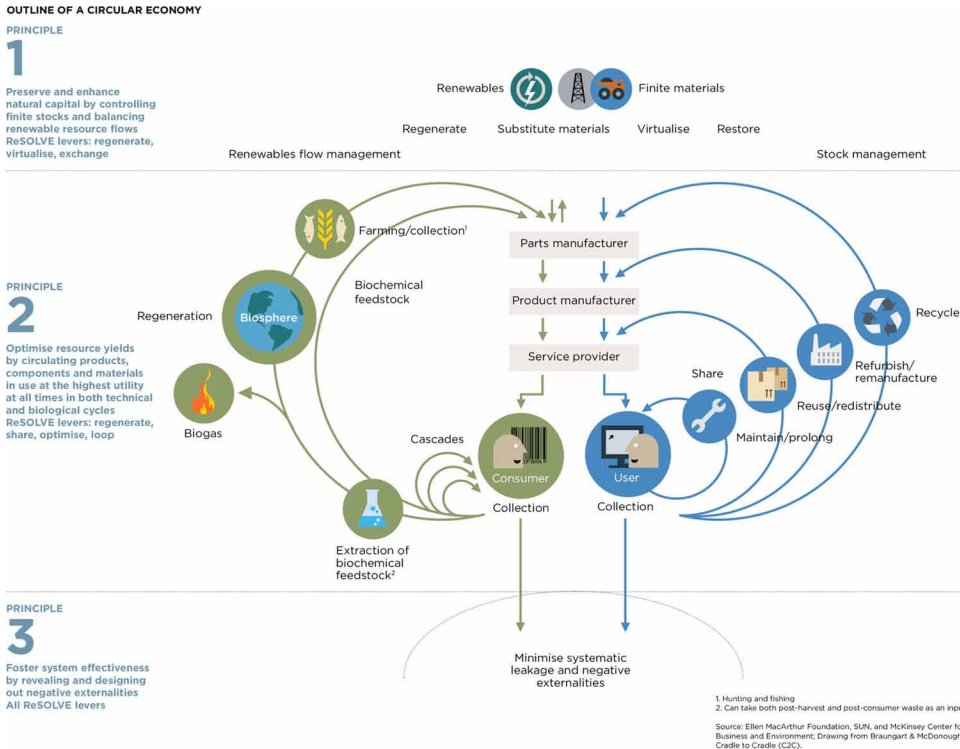 OUTLINE OF A CIRCULAR ECONOMY
PRINCIPLE
1
Preserve and enhance
natural capital by controlling
finite stocks and balancing
renewable resource flows
ReSOLVE levers: regenerate,
virtualise, exchange
Renewables
Finite materials
Regenerate
Substitute materials
Virtualise
Restore
Renewables flow management
Stock management
PRINCIPLE
2
Optimise resource yields
by circulating products,
components and materials
in use at the highest utility
at all times in both technical
and biological cycles
ReSOLVE levers: regenerate,
share, optimise, loop
Farming/collection¹
Biochemical
feedstock
Regeneration
Biosphere
Biogas
Cascades
Extraction of
biochemical
feedstock²
Parts manufacturer
Product manufacturer
Service provider
Consumer
Collection
User
Collection
Share
Maintain/prolong
Reuse/redistribute
Refurbish/
remanufacture
Recycle
PRINCIPLE
3
Foster system effectiveness
by revealing and designing
out negative externalities
All ReSOLVE levers
Minimise systematic
leakage and negative
externalities
1. Hunting and fishing
2. Can take both post-harvest and post-consumer waste as an
Source: Ellen MacArthur Foundation, SUN, and McKinsey Center
Business and Environment; Drawing from Braungart & McDonough
Cradle to Cradle (C2C).